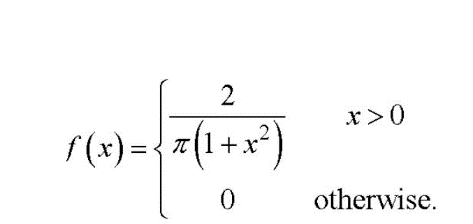 f(x) = { 2 / π(1 + x²)    x > 0
0    otherwise.